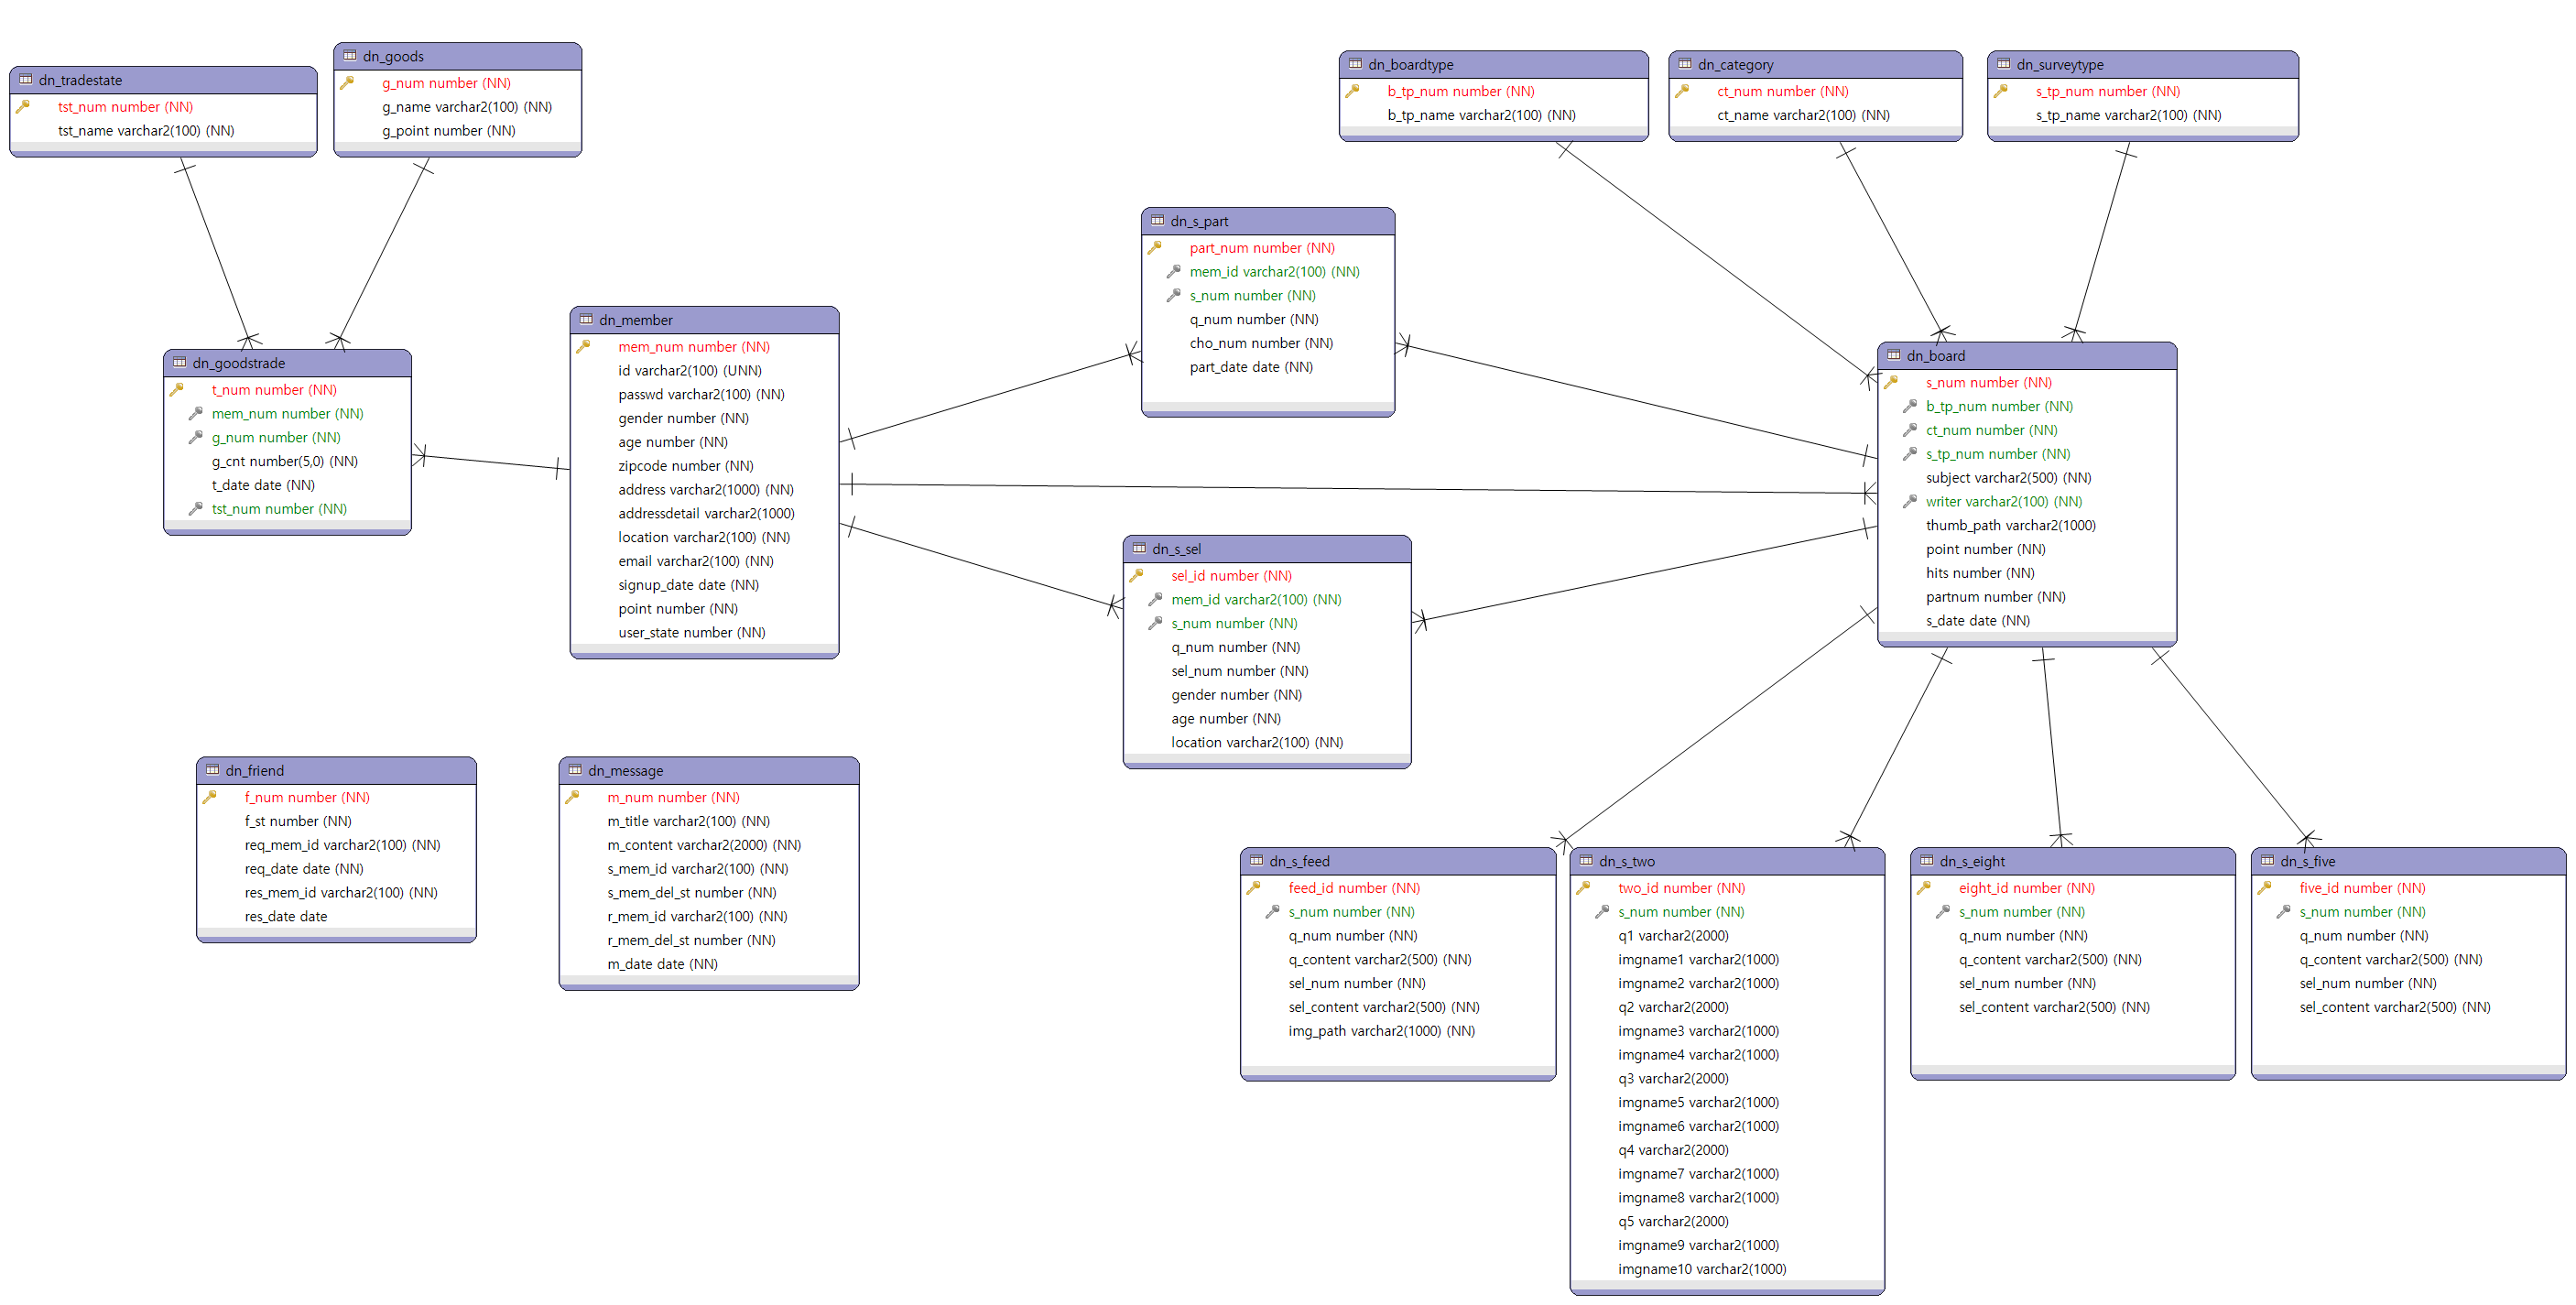 dn_tradestate
tst_num number (NN)
tst_name varchar2(100) (NN)
dn_goods
g_num number (NN)
g_name varchar2(100) (NN)
g_point number (NN)
dn_boardtype
b_tp_num number (NN)
b_tp_name varchar2(100) (NN)
dn_category
ct_num number (NN)
ct_name varchar2(100) (NN)
dn_surveytype
s_tp_num number (NN)
s_tp_name varchar2(100) (NN)
dn_s_part
part_num number (NN)
mem_id varchar2(100) (NN)
s_num number (NN)
q_num number (NN)
cho_num number (NN)
part_date date (NN)
dn_goodstrade
t_num number (NN)
mem_num number (NN)
g_num number (NN)
g_cnt number(5,0) (NN)
t_date date (NN)
tst_num number (NN)
dn_member
mem_num number (NN)
id varchar2(100) (UNN)
passwd varchar2(100) (NN)
gender number (NN)
age number (NN)
zipcode number (NN)
address varchar2(1000) (NN)
addressdetail varchar2(1000)
location varchar2(100) (NN)
email varchar2(100) (NN)
signup_date date (NN)
point number (NN)
user_state number (NN)
dn_board
s_num number (NN)
b_tp_num number (NN)
ct_num number (NN)
s_tp_num number (NN)
subject varchar2(500) (NN)
writer varchar2(100) (NN)
thumb_path varchar2(1000)
point number (NN)
hits number (NN)
partnum number (NN)
s_date date (NN)
dn_s_sel
sel_id number (NN)
mem_id varchar2(100) (NN)
s_num number (NN)
q_num number (NN)
sel_num number (NN)
gender number (NN)
age number (NN)
location varchar2(100) (NN)
dn_friend
f_num number (NN)
f_st number (NN)
req_mem_id varchar2(100) (NN)
req_date date (NN)
res_mem_id varchar2(100) (NN)
res_date date
dn_message
m_num number (NN)
m_title varchar2(100) (NN)
m_content varchar2(2000) (NN)
s_mem_id varchar2(100) (NN)
s_mem_del_st number (NN)
r_mem_id varchar2(100) (NN)
r_mem_del_st number (NN)
m_date date (NN)
dn_s_feed
feed_id number (NN)
s_num number (NN)
q_num number (NN)
q_content varchar2(500) (NN)
sel_num number (NN)
sel_content varchar2(500) (NN)
img_path varchar2(1000) (NN)
dn_s_two
two_id number (NN)
s_num number (NN)
q1 varchar2(2000)
imgname1 varchar2(1000)
imgname2 varchar2(1000)
q2 varchar2(2000)
imgname3 varchar2(1000)
imgname4 varchar2(1000)
q3 varchar2(2000)
imgname5 varchar2(1000)
imgname6 varchar2(1000)
q4 varchar2(2000)
imgname7 varchar2(1000)
imgname8 varchar2(1000)
q5 varchar2(2000)
imgname9 varchar2(1000)
imgname10 varchar2(1000)
dn_s_eight
eight_id number (NN)
s_num number (NN)
q_num number (NN)
q_content varchar2(500) (NN)
sel_num number (NN)
sel_content varchar2(500) (NN)
dn_s_five
five_id number (NN)
s_num number (NN)
q_num number (NN)
q_content varchar2(500) (NN)
sel_num number (NN)
sel_content varchar2(500) (NN)